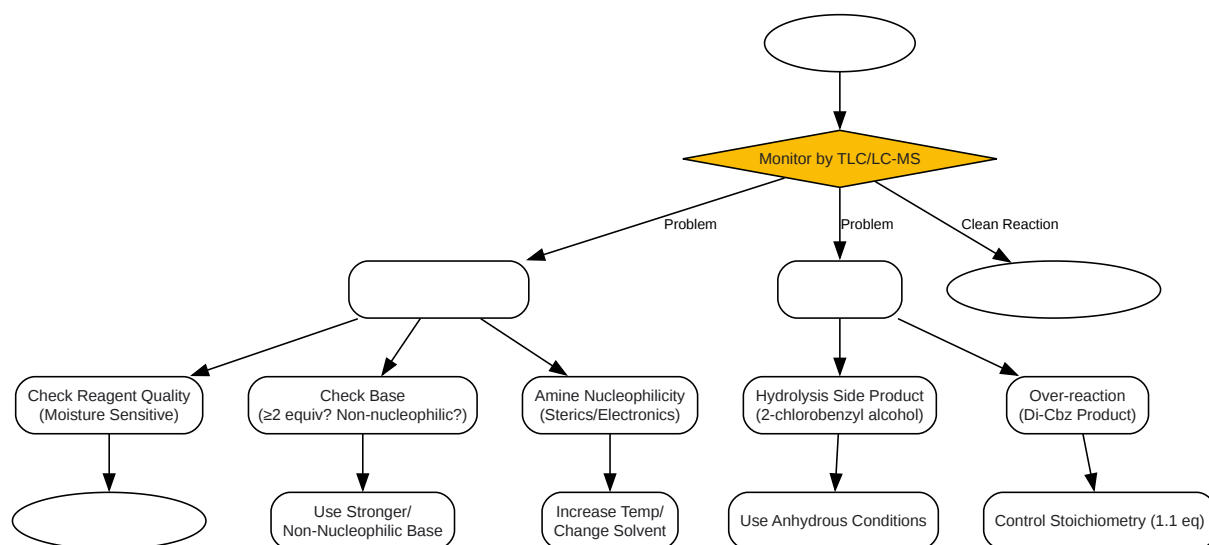 Monitor by TLC/LC-MS
Problem
Problem
Clean Reaction
Check Reagent Quality
(Moisture Sensitive)
Check Base
(≥2 equiv? Non-nucleophilic?)
Amine Nucleophilicity
(Sterics/Electronics)
Hydrolysis Side Product
(2-chlorobenzyl alcohol)
Over-reaction
(Di-Cbz Product)
Use Stronger/
Non-Nucleophilic Base
Increase Temp/
Change Solvent
Use Anhydrous Conditions
Control Stoichiometry (1.1 eq)